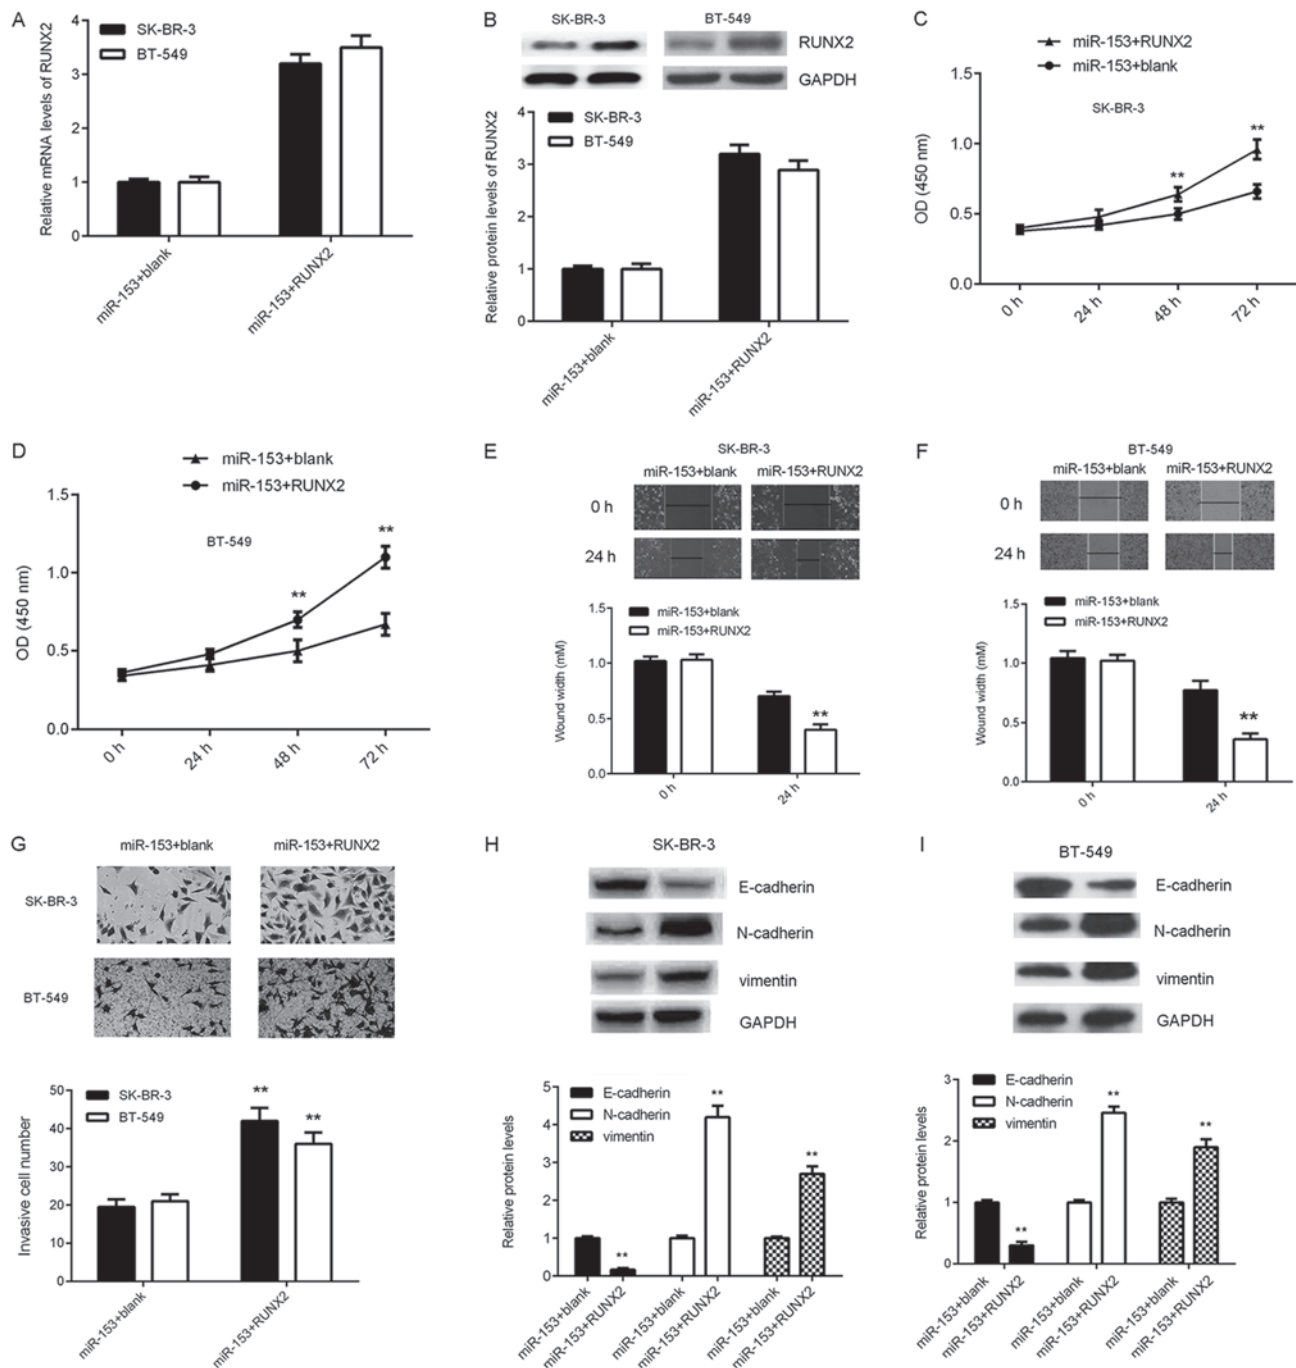 A
SK-BR-3
BT-549
Relative mRNA levels of RUNX2
4
3
2
1
0
miR-153+blank
miR-153+RUNX2
B
SK-BR-3
BT-549
RUNX2
GAPDH
SK-BR-3
BT-549
Relative protein levels of RUNX2
4
3
2
1
0
miR-153+blank
miR-153+RUNX2
C
miR-153+RUNX2
miR-153+blank
SK-BR-3
OD (450 nm)
1.5
1.0
0.5
0.0
**
**
0 h
24 h
48 h
72 h
D
miR-153+blank
miR-153+RUNX2
BT-549
OD (450 nm)
1.5
1.0
0.5
0.0
**
**
0 h
24 h
48 h
72 h
E
SK-BR-3
miR-153+blank
miR-153+RUNX2
0 h
24 h
miR-153+blank
miR-153+RUNX2
Wound width (mM)
1.5
1.0
0.5
0.0
**
0 h
24 h
F
BT-549
miR-153+blank
miR-153+RUNX2
0 h
24 h
miR-153+blank
miR-153+RUNX2
Wound width (mM)
1.5
1.0
0.5
0.0
**
0 h
24 h
G
miR-153+blank
miR-153+RUNX2
SK-BR-3
BT-549
SK-BR-3
BT-549
Invasive cell number
50
40
30
20
10
0
**
**
miR-153+blank
miR-153+RUNX2
H
SK-BR-3
E-cadherin
N-cadherin
vimentin
GAPDH
E-cadherin
N-cadherin
vimentin
Relative protein levels
5
4
3
2
1
0
**
**
**
miR-153+blank
miR-153+RUNX2
miR-153+blank
miR-153+RUNX2
miR-153+blank
miR-153+RUNX2
I
BT-549
E-cadherin
N-cadherin
vimentin
GAPDH
E-cadherin
N-cadherin
vimentin
Relative protein levels
3
2
1
0
**
**
**
miR-153+blank
miR-153+RUNX2
miR-153+blank
miR-153+RUNX2
miR-153+blank
miR-153+RUNX2